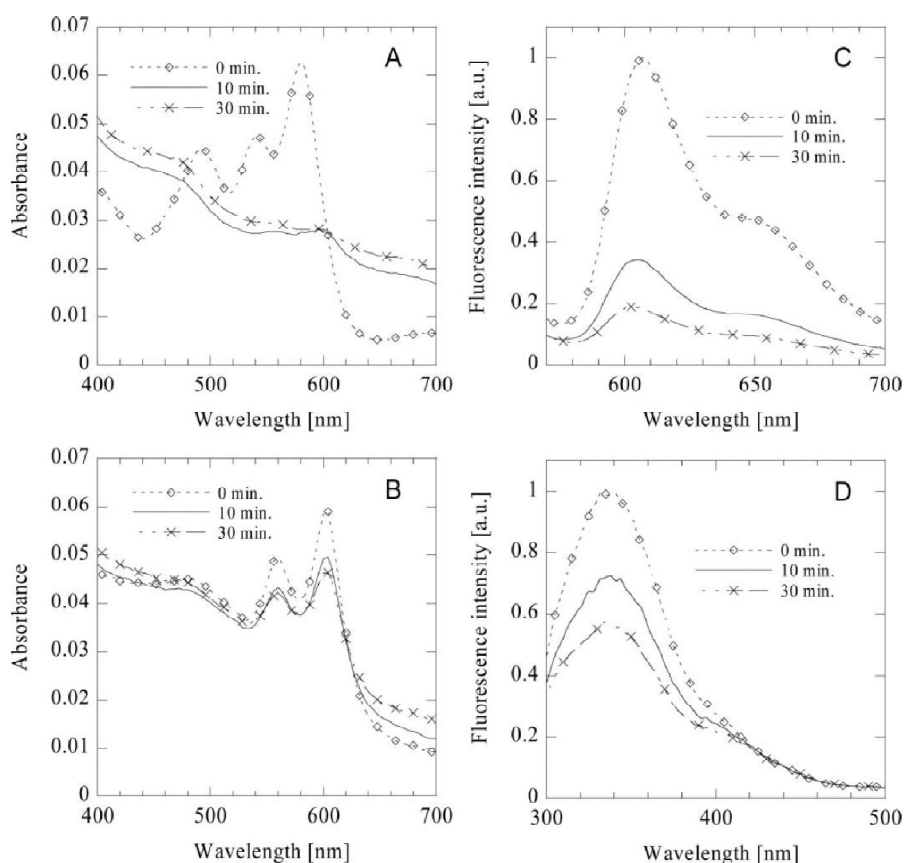 A
0 min.
10 min.
30 min.
0.07
0.06
0.05
0.04
0.03
0.02
0.01
0
Absorbance
400 500 600 700
Wavelength [nm]
C
0 min.
10 min.
30 min.
1
0.8
0.6
0.4
0.2
0
Fluorescence intensity [a.u.]
600 650 700
Wavelength [nm]
B
0 min.
10 min.
30 min.
0.07
0.06
0.05
0.04
0.03
0.02
0.01
0
Absorbance
400 500 600 700
Wavelength [nm]
D
0 min.
10 min.
30 min.
1
0.8
0.6
0.4
0.2
0
Fluorescence intensity [a.u.]
300 400 500
Wavelength [nm]